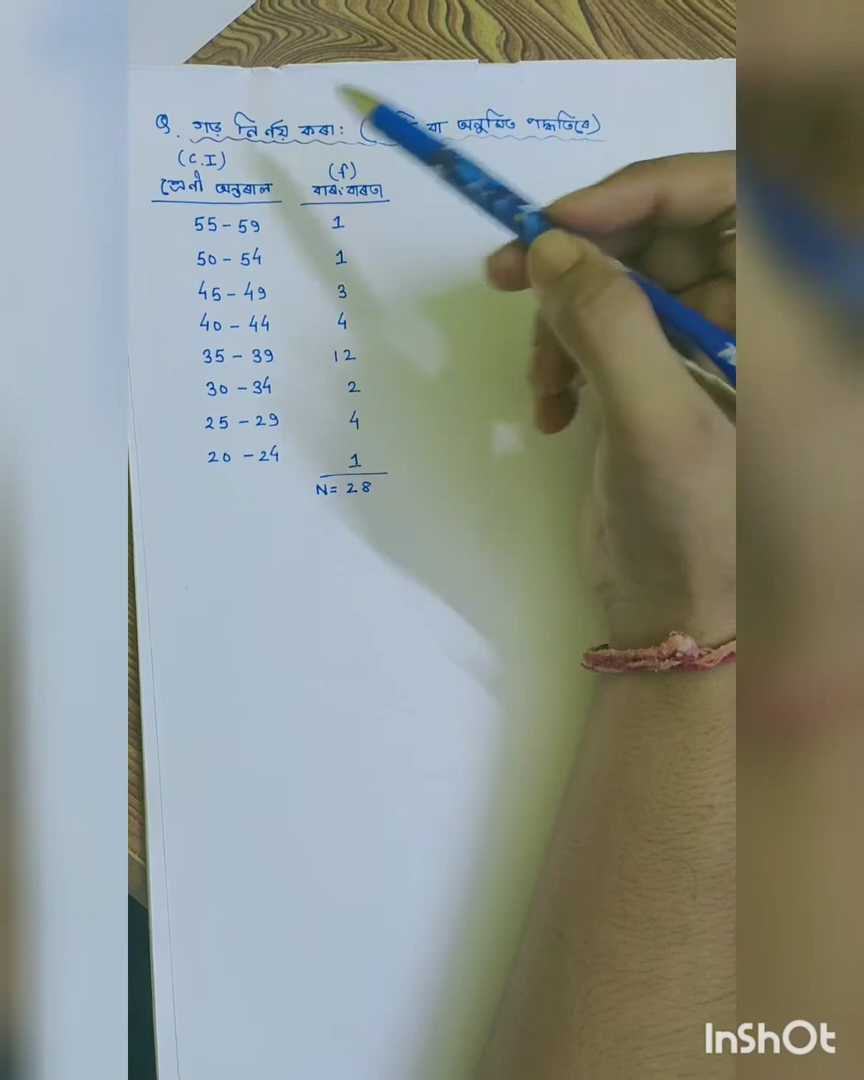 Q. গড় নিৰ্ণয় কৰা: ( বা অনুমিত পদ্ধতিৰে)
(C.I) (f)
শ্ৰেণী অন্তৰাল বাৰংবাৰতা
55 - 59 1
50 - 54 1
45 - 49 3
40 - 44 4
35 - 39 12
30 - 34 2
25 - 29 4
20 - 24 1
N = 28
InShOt